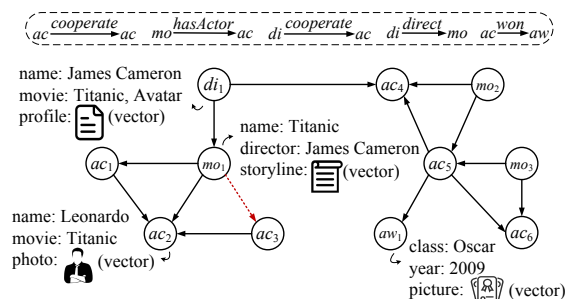 ac cooperate ac mo hasActor ac di cooperate ac di direct mo ac won aw
name: James Cameron
movie: Titanic, Avatar
profile: (vector)
di1
ac4
mo2
name: Titanic
director: James Cameron
storyline: (vector)
ac1
mo1
ac5
mo3
name: Leonardo
movie: Titanic
photo: (vector)
ac2
ac3
aw1
ac6
class: Oscar
year: 2009
picture: (vector)